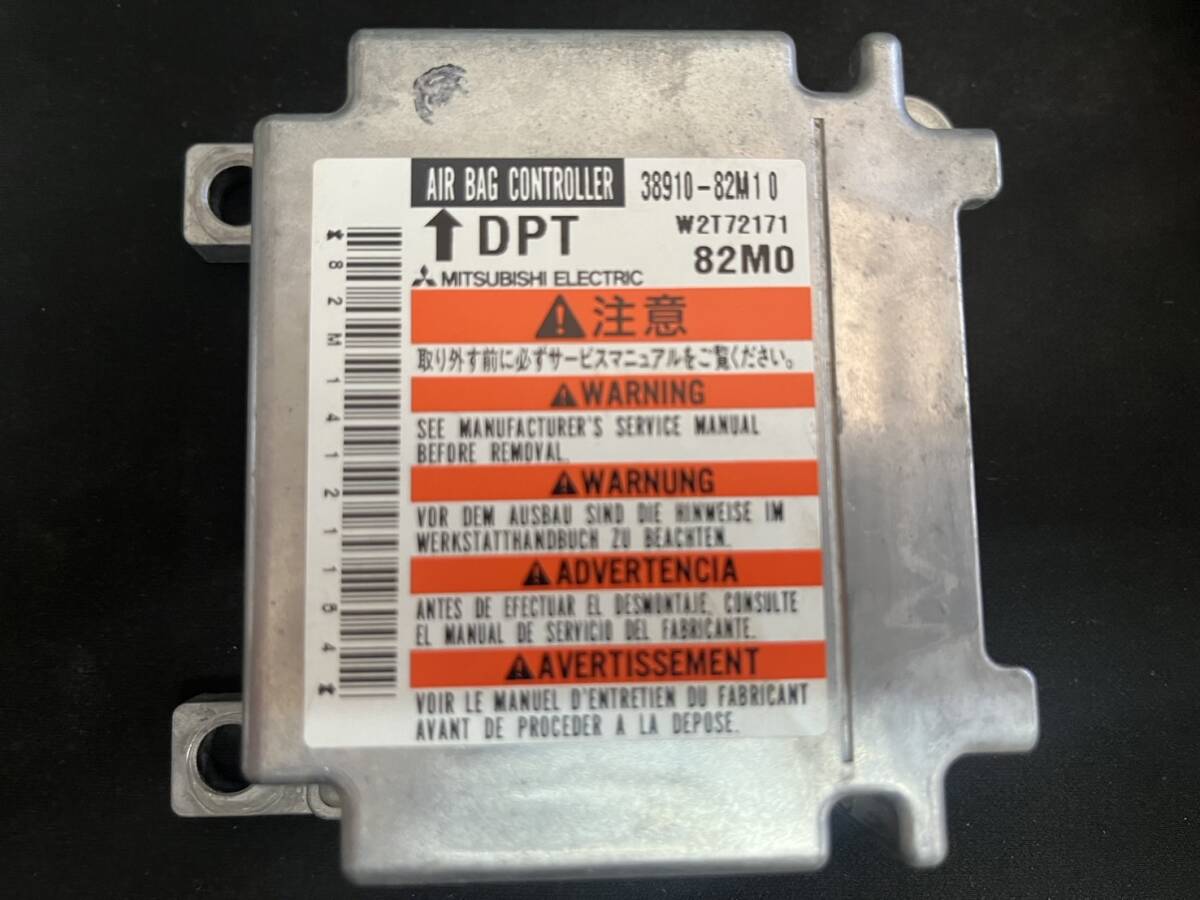 AIR BAG CONTROLLER 38910-82M10
DPT W2T72171
82M0
MITSUBISHI ELECTRIC
注意
取り外す前に必ずサービスマニュアルをご覧ください。
WARNING
SEE MANUFACTURER'S SERVICE MANUAL
BEFORE REMOVAL.
WARNUNG
VOR DEM AUSBAU SIND DIE HINWEISE IM
WERKSTATTHANDBUCH ZU BEACHTEN.
ADVERTENCIA
ANTES DE EFECTUAR EL DESMONTAJE, CONSULTE
EL MANUAL DE SERVICIO DEL FABRICANTE.
AVERTISSEMENT
VOIR LE MANUEL D'ENTRETIEN DU FABRICANT
AVANT DE PROCEDER A LA DEPOSE.